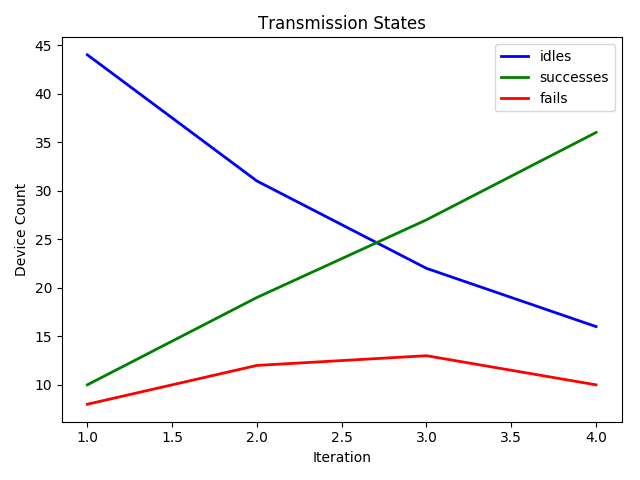 Transmission States
idles
successes
fails
Device Count
45
40
35
30
25
20
15
10
1.0 1.5 2.0 2.5 3.0 3.5 4.0
Iteration